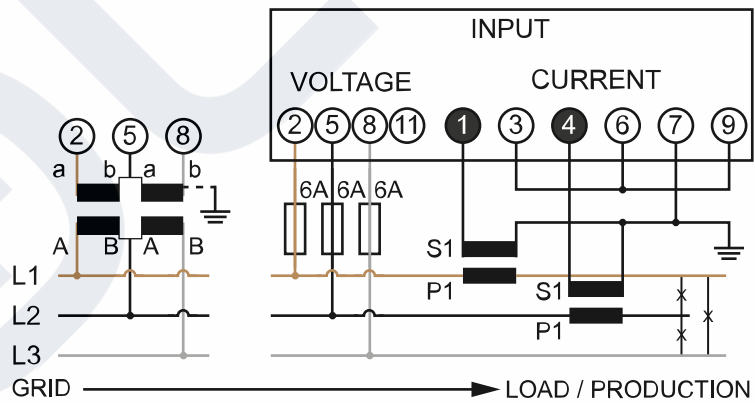 INPUT
VOLTAGE CURRENT
2 5 8 2 5 8 11 1 3 4 6 7 9
a b a b
6A 6A 6A
A B A B S1
L1
P1 S1
L2
P1
L3
GRID LOAD / PRODUCTION